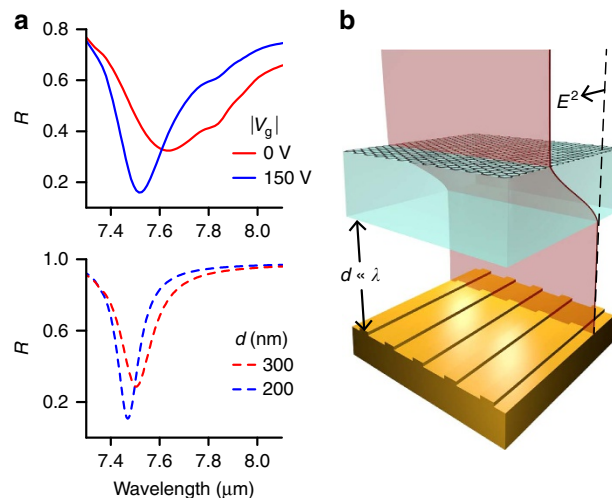 a
b
0.8
0.6
0.4
0.2
R
|Vg|
0 V
150 V
7.4 7.6 7.8 8.0
1.0
0.6
0.2
R
d (nm)
300
200
7.4 7.6 7.8 8.0
Wavelength (μm)
E²
d ≪ λ